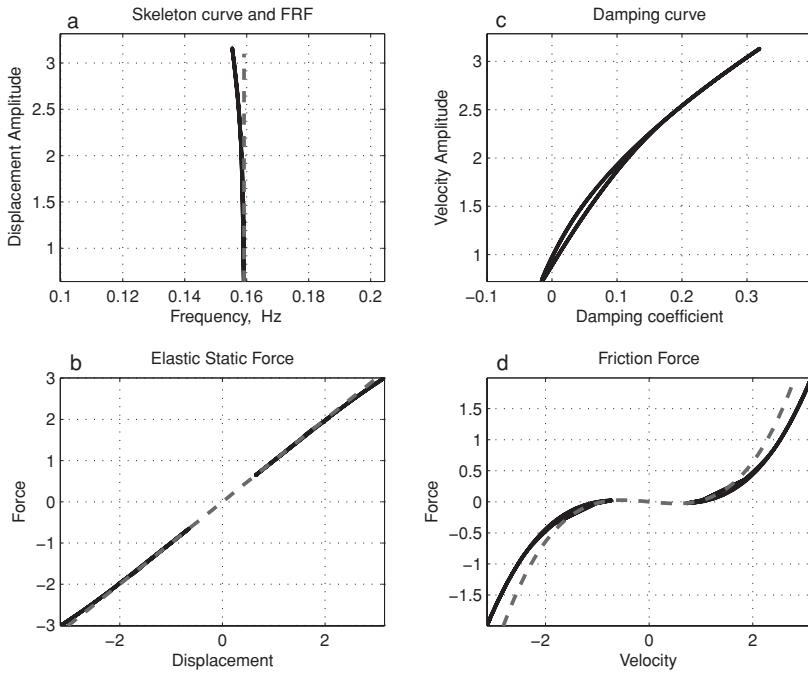 a
Skeleton curve and FRF
3
2.5
2
1.5
1
Displacement Amplitude
0.1
0.12
0.14
0.16
0.18
0.2
Frequency, Hz
c
Damping curve
3
2.5
2
1.5
1
Velocity Amplitude
−0.1
0
0.1
0.2
0.3
Damping coefficient
b
Elastic Static Force
3
2
1
0
−1
−2
−3
Force
−2
0
2
Displacement
d
Friction Force
1.5
1
0.5
0
−0.5
−1
−1.5
Force
−2
0
2
Velocity